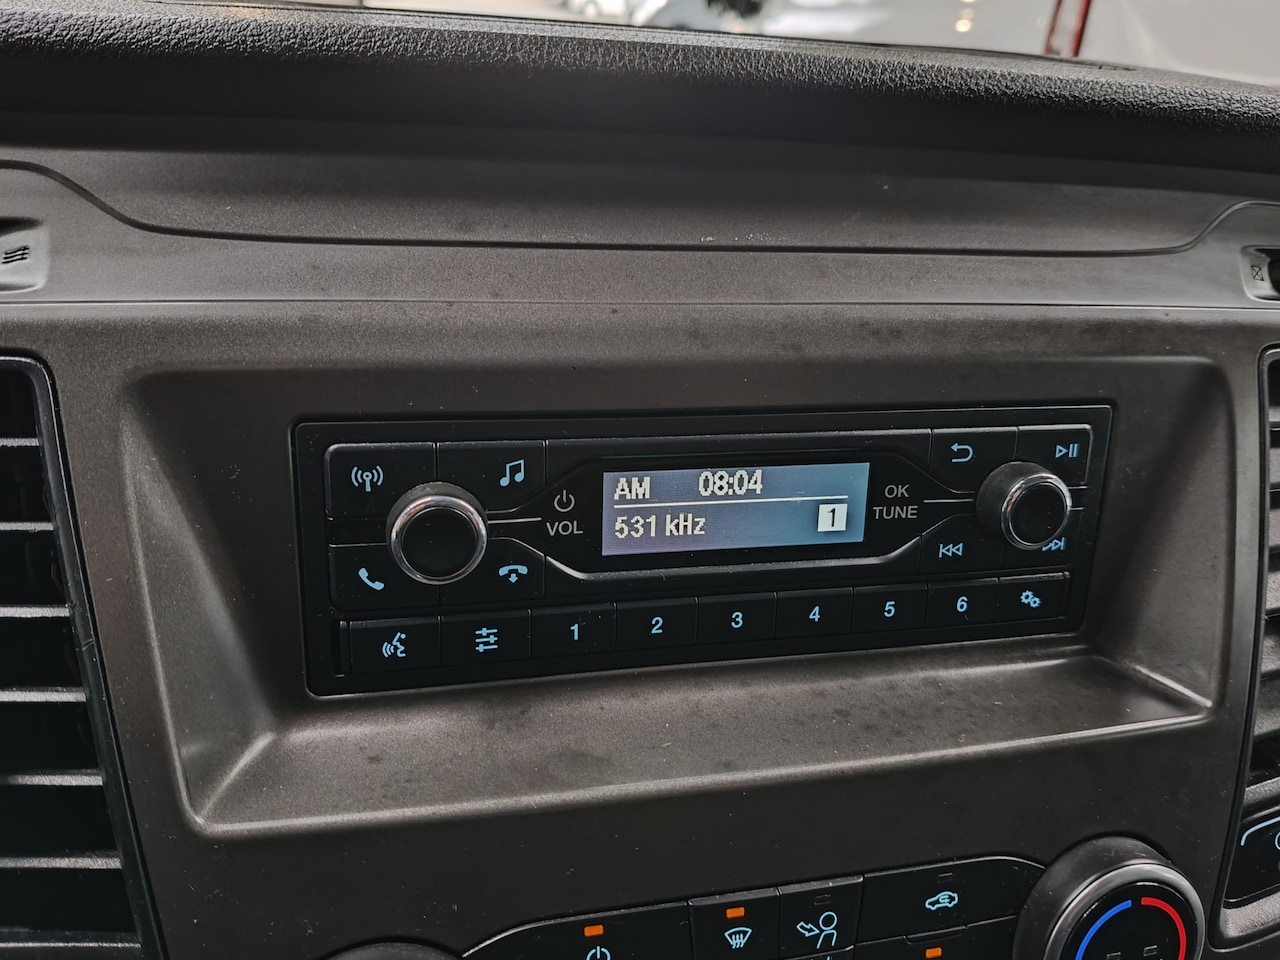 AM 08:04
531 kHz 1
VOL
OK
TUNE
1 2 3 4 5 6